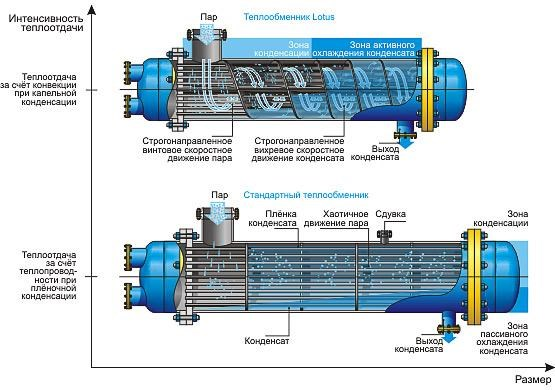 Интенсивность
теплоотдачи
Пар
Теплообменник Lotus
Зона
конденсации
Зона активного
охлаждения конденсата
Теплоотдача
за счёт конвекции
при капельной
конденсации
Строгонаправленное
винтовое скоростное
движение пара
Строгонаправленное
вихревое скоростное
движение конденсата
Выход
конденсата
Пар
Стандартный теплообменник
Плёнка
конденсата
Хаотичное
движение пара
Сдувка
Зона
конденсации
Теплоотдача
за счёт
теплопровод-
ности при
плёночной
конденсации
Конденсат
Выход
конденсата
Зона
пассивного
охлаждения
конденсата
Размер